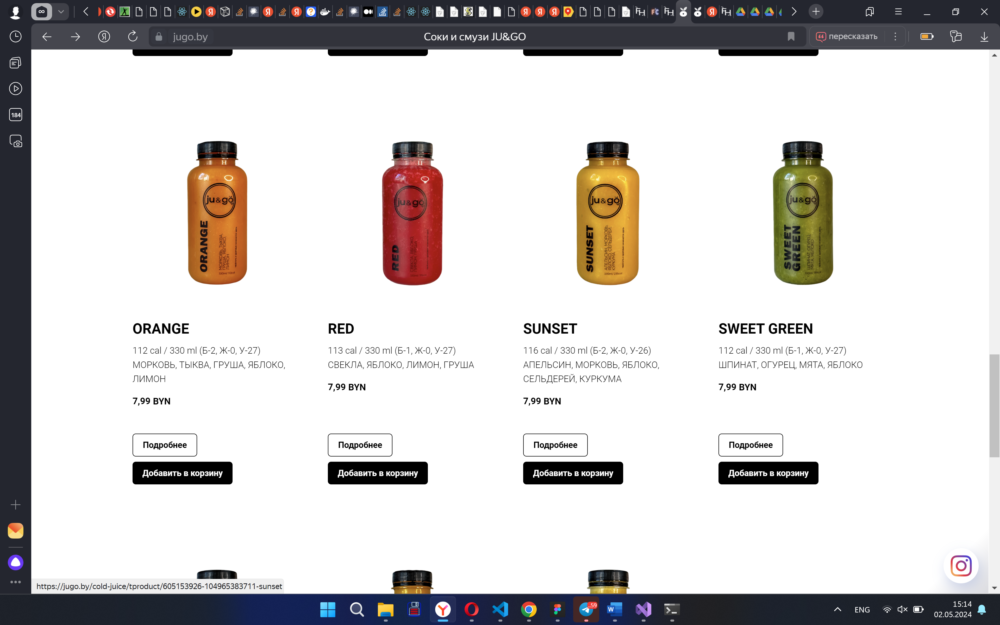 jugo.by
Соки и смузи JU&GO
пересказать
184
ju&go
ORANGE
МОРКОВЬ, ТЫКВА,
ГРУША, ЯБЛОКО,
ЛИМОН
330ml/ 112cal
ju&go
RED
СВЕКЛА, ЯБЛОКО,
ЛИМОН, ГРУША
ju&go
SUNSET
АПЕЛЬСИН, МОРКОВЬ,
ЯБЛОКО, СЕЛЬДЕРЕЙ,
КУРКУМА
330ml/ 235cal
ju&go
SWEET
GREEN
ШПИНАТ, ОГУРЕЦ,
МЯТА, ЯБЛОКО
ORANGE
112 cal / 330 ml (Б-2, Ж-0, У-27)
МОРКОВЬ, ТЫКВА, ГРУША, ЯБЛОКО,
ЛИМОН
7,99 BYN
Подробнее
Добавить в корзину
RED
113 cal / 330 ml (Б-1, Ж-0, У-27)
СВЕКЛА, ЯБЛОКО, ЛИМОН, ГРУША
7,99 BYN
Подробнее
Добавить в корзину
SUNSET
116 cal / 330 ml (Б-2, Ж-0, У-26)
АПЕЛЬСИН, МОРКОВЬ, ЯБЛОКО,
СЕЛЬДЕРЕЙ, КУРКУМА
7,99 BYN
Подробнее
Добавить в корзину
SWEET GREEN
112 cal / 330 ml (Б-1, Ж-0, У-27)
ШПИНАТ, ОГУРЕЦ, МЯТА, ЯБЛОКО
7,99 BYN
Подробнее
Добавить в корзину
https://jugo.by/cold-juice/tproduct/605153926-104965383711-sunset
..59
ENG
15:14
02.05.2024